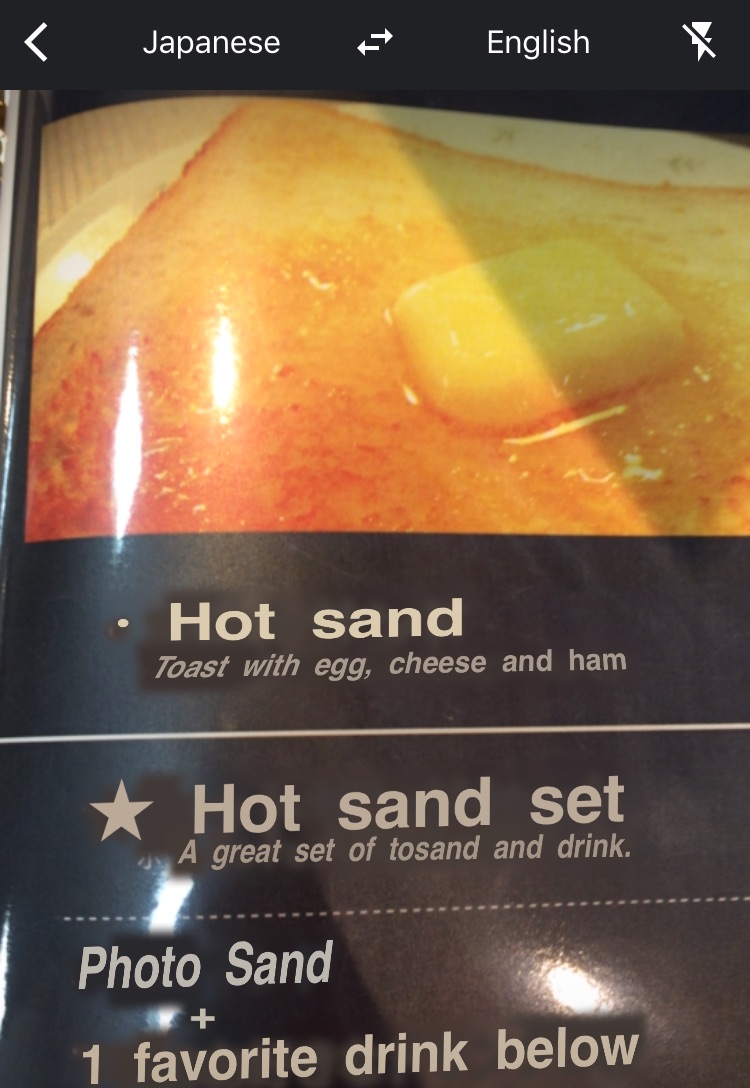 Japanese English
· Hot sand
Toast with egg, cheese and ham
★ Hot sand set
A great set of tosand and drink.
Photo Sand
+
1 favorite drink below